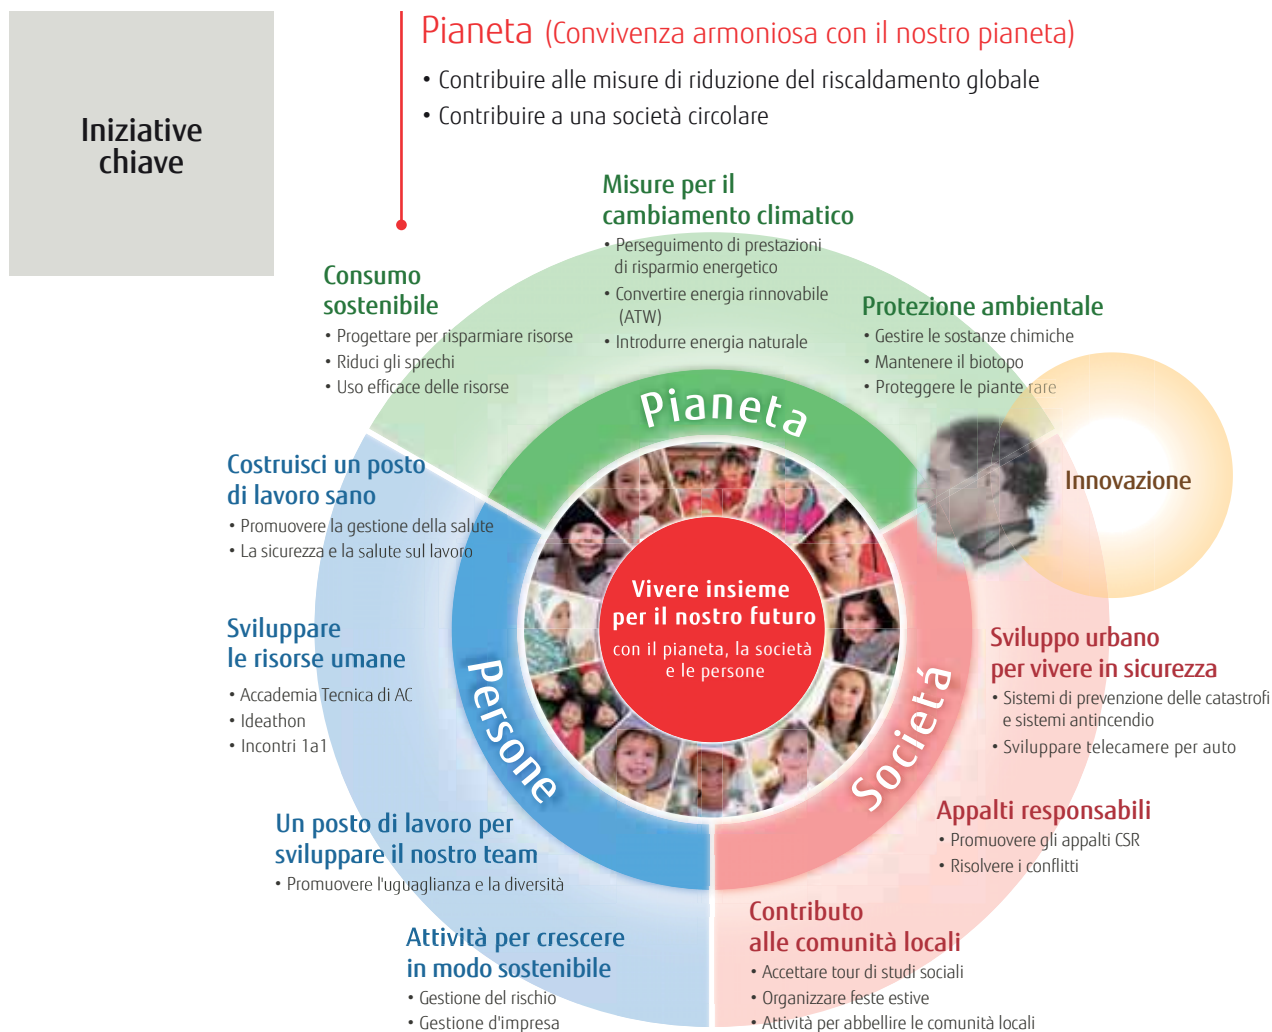 Iniziative
chiave
Pianeta (Convivenza armoniosa con il nostro pianeta)
• Contribuire alle misure di riduzione del riscaldamento globale
• Contribuire a una società circolare
Misure per il
cambiamento climatico
• Perseguimento di prestazioni
di risparmio energetico
• Convertire energia rinnovabile
(ATW)
• Introdurre energia naturale
Consumo
sostenibile
• Progettare per risparmiare risorse
• Riduci gli sprechi
• Uso efficace delle risorse
Protezione ambientale
• Gestire le sostanze chimiche
• Mantenere il biotopo
• Proteggere le piante rare
Pianeta
Costruisci un posto
di lavoro sano
• Promuovere la gestione della salute
• La sicurezza e la salute sul lavoro
Innovazione
Vivere insieme
per il nostro futuro
con il pianeta, la società
e le persone
Sviluppare
le risorse umane
• Accademia Tecnica di AC
• Ideathon
• Incontri 1a1
Persone
Societá
Sviluppo urbano
per vivere in sicurezza
• Sistemi di prevenzione delle catastrofi
e sistemi antincendio
• Sviluppare telecamere per auto
Un posto di lavoro per
sviluppare il nostro team
• Promuovere l'uguaglianza e la diversità
Appalti responsabili
• Promuovere gli appalti CSR
• Risolvere i conflitti
Attività per crescere
in modo sostenibile
• Gestione del rischio
• Gestione d'impresa
Contributo
alle comunità locali
• Accettare tour di studi sociali
• Organizzare feste estive
• Attività per abbellire le comunità locali